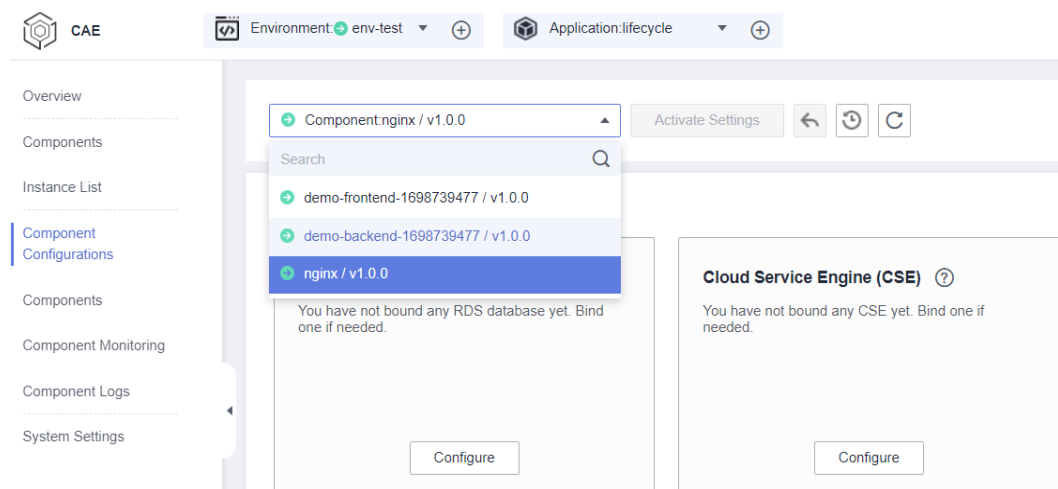 CAE
Environment: env-test
Application:lifecycle
Overview
Components
Instance List
Component
Configurations
Components
Component Monitoring
Component Logs
System Settings
Component:nginx / v1.0.0
Activate Settings
Search
demo-frontend-1698739477 / v1.0.0
demo-backend-1698739477 / v1.0.0
nginx / v1.0.0
You have not bound any RDS database yet. Bind
one if needed.
Configure
Cloud Service Engine (CSE) ?
You have not bound any CSE yet. Bind one if
needed.
Configure